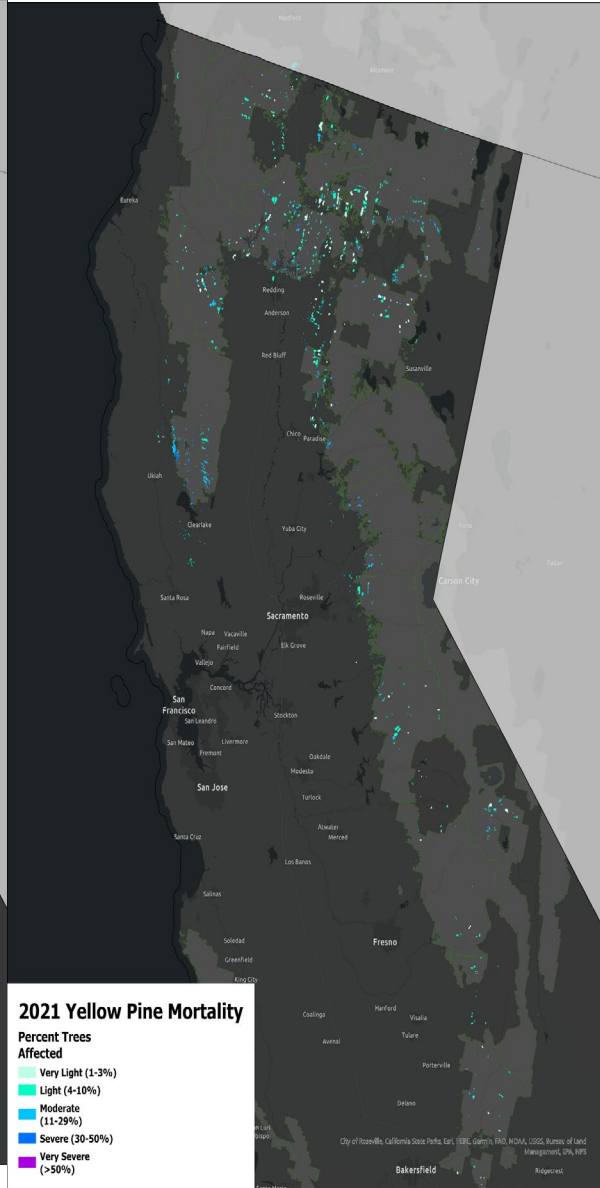 Medford
Altamont
Eureka
Redding
Anderson
Red Bluff
Susanville
Chico
Paradise
Ukiah
Clearlake
Yuba City
Reno
Fallon
Carson City
Santa Rosa
Roseville
Sacramento
Napa
Vacaville
Fairfield
Elk Grove
Vallejo
Concord
San
Francisco
Stockton
San Leandro
San Mateo
Livermore
Fremont
Oakdale
Modesto
San Jose
Turlock
Atwater
Merced
Santa Cruz
Los Banos
Salinas
Soledad
Fresno
Greenfield
King City
Coalinga
Hanford
Visalia
Tulare
Avenal
Porterville
Delano
City of Roseville, California State Parks, Esri, HERE, Garmin, FAO, NOAA, USGS, Bureau of Land
Management, EPA, NPS
Bakersfield
Ridgecrest
2021 Yellow Pine Mortality
Percent Trees
Affected
Very Light (1-3%)
Light (4-10%)
Moderate
(11-29%)
Severe (30-50%)
Very Severe
(>50%)